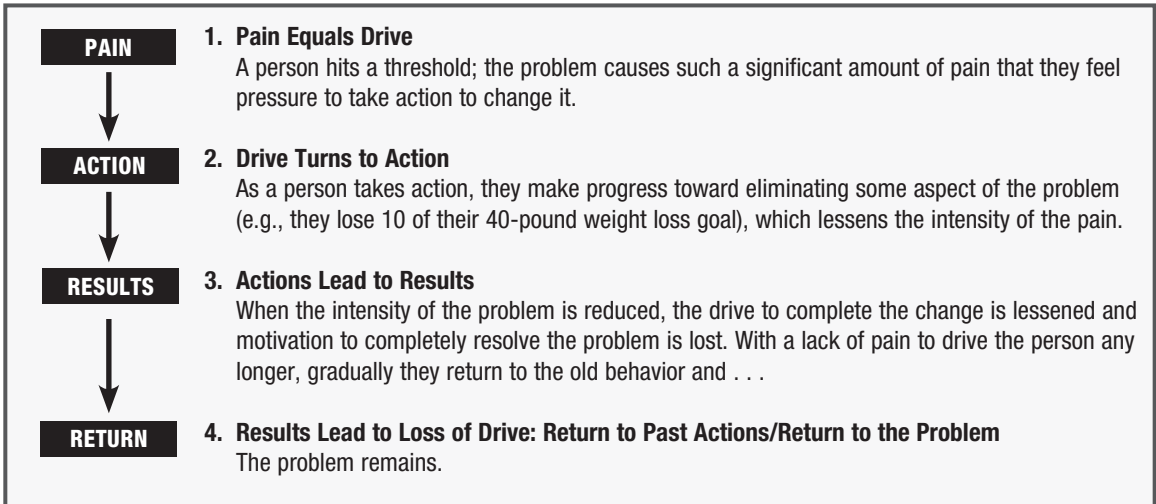 PAIN
1. Pain Equals Drive
A person hits a threshold; the problem causes such a significant amount of pain that they feel
pressure to take action to change it.
ACTION
2. Drive Turns to Action
As a person takes action, they make progress toward eliminating some aspect of the problem
(e.g., they lose 10 of their 40-pound weight loss goal), which lessens the intensity of the pain.
RESULTS
3. Actions Lead to Results
When the intensity of the problem is reduced, the drive to complete the change is lessened and
motivation to completely resolve the problem is lost. With a lack of pain to drive the person any
longer, gradually they return to the old behavior and . . .
RETURN
4. Results Lead to Loss of Drive: Return to Past Actions/Return to the Problem
The problem remains.